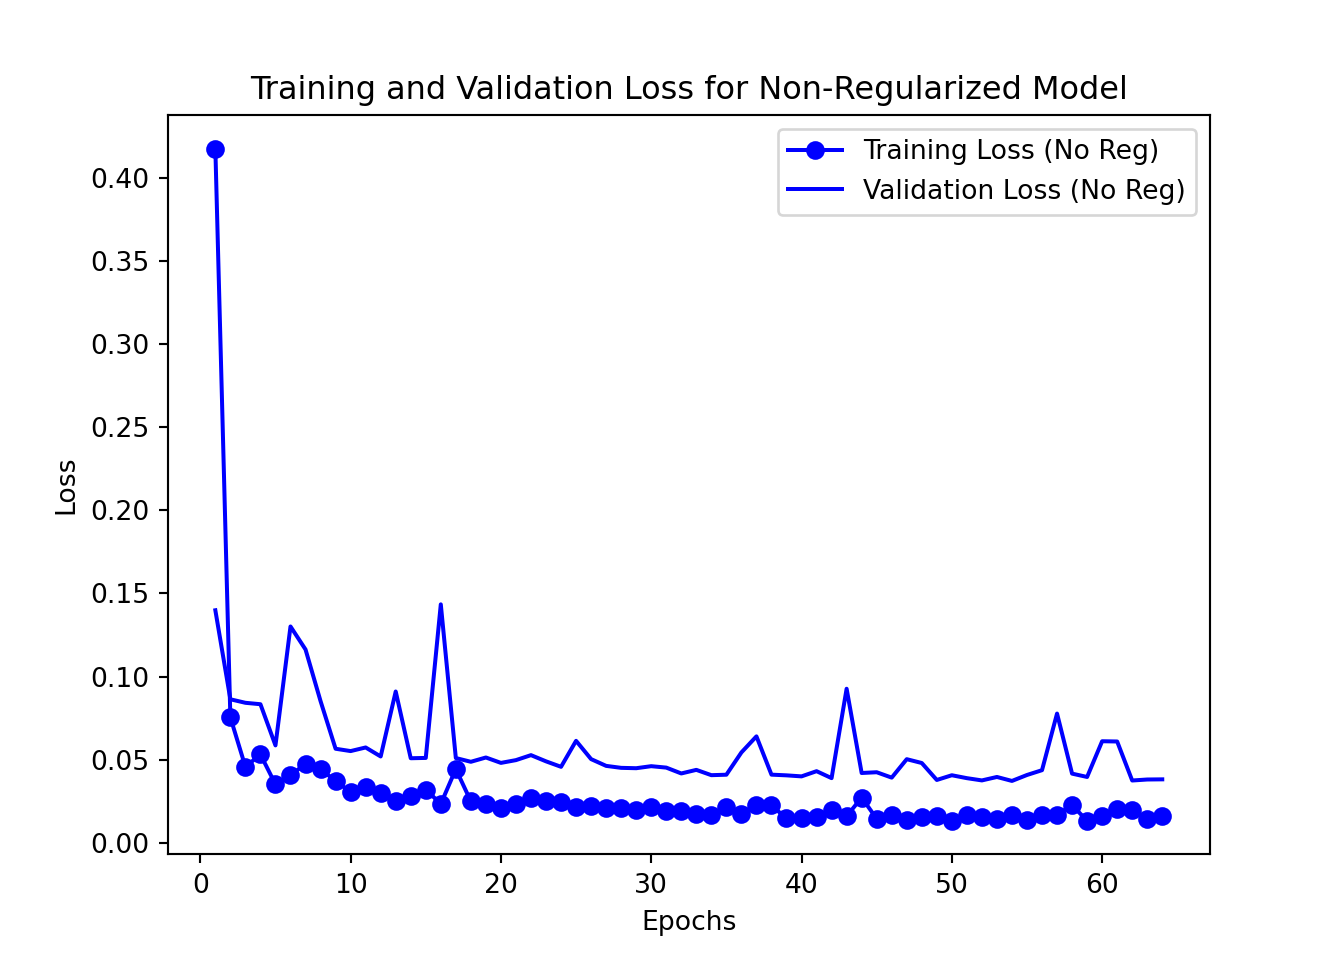 Training and Validation Loss for Non-Regularized Model
Training Loss (No Reg)
Validation Loss (No Reg)
0.40
0.35
0.30
0.25
0.20
0.15
0.10
0.05
0.00
Loss
0 10 20 30 40 50 60
Epochs